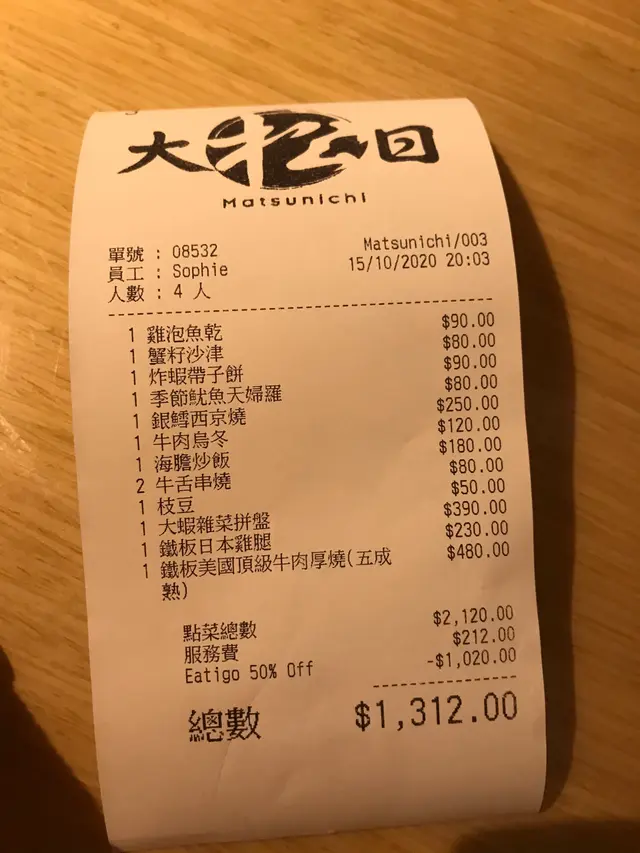 大松日
Matsunichi
單號 : 08532 Matsunichi/003
員工 : Sophie 15/10/2020 20:03
人數 : 4 人
1 雞泡魚乾 $90.00
1 蟹籽沙津 $80.00
1 炸蝦帶子餅 $90.00
1 季節魷魚天婦羅 $80.00
1 銀鱈西京燒 $250.00
1 牛肉烏冬 $120.00
1 海膽炒飯 $180.00
2 牛舌串燒 $80.00
1 枝豆 $50.00
1 大蝦雜菜拼盤 $390.00
1 鐵板日本雞腿 $230.00
1 鐵板美國頂級牛肉厚燒(五成 $480.00
熟)
點菜總數 $2,120.00
服務費 $212.00
Eatigo 50% Off -$1,020.00
總數 $1,312.00